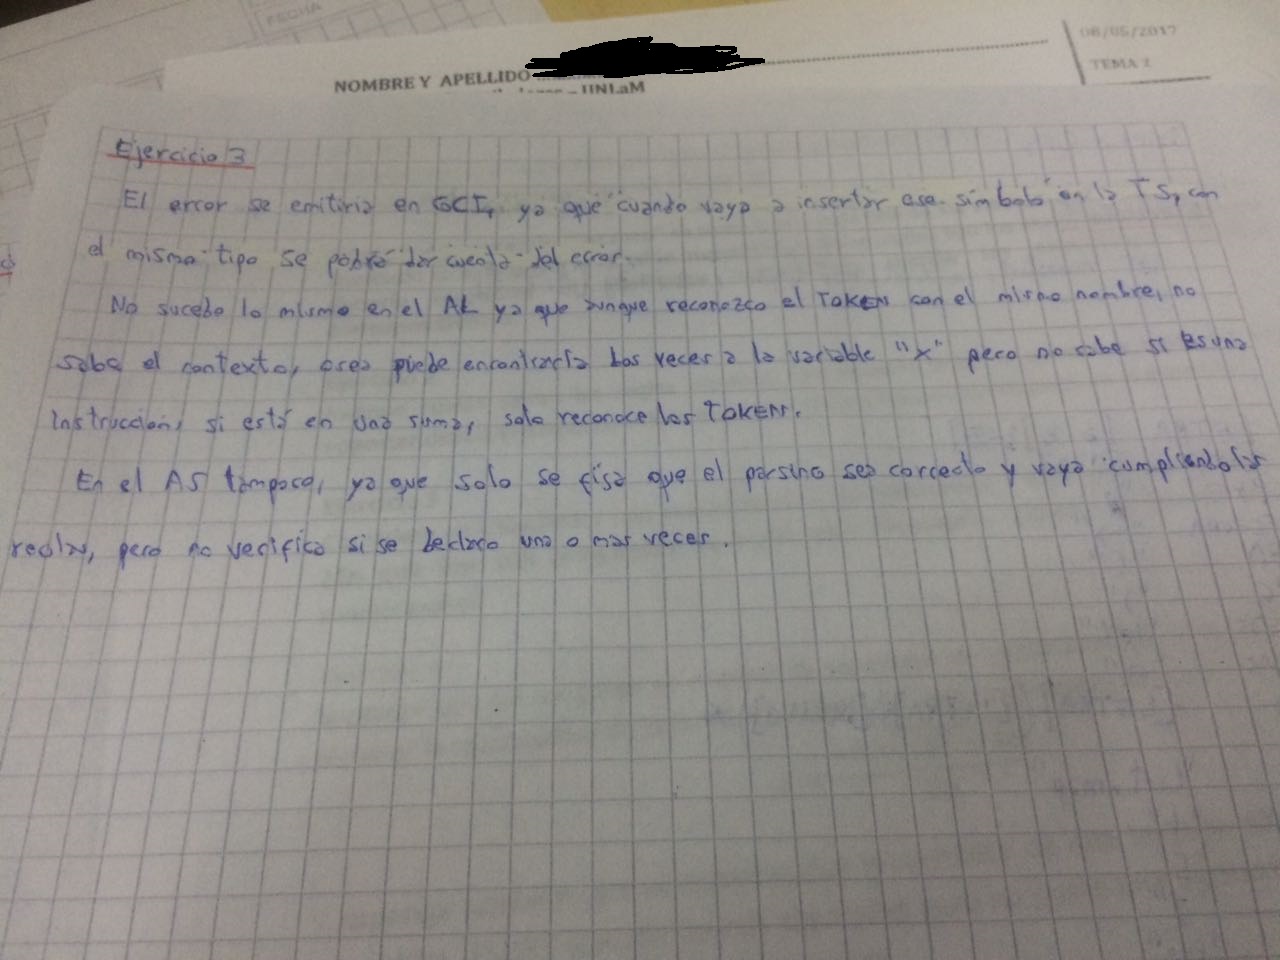 FECHA
06/05/2017
NOMBRE Y APELLIDO
TEMA 1
UNLaM
Ejercicio 3
El error se emitiria en GCI, ya que cuando vaya a insertar ese simbolo en la TS, con
el mismo tipo se podrá dar cuenta del error.
No sucede lo mismo en el AL ya que aunque reconozco el TOKEN con el mismo nombre, no
sabe el contexto, osea puede encontrarla dos veces a la variable "x" pero no sabe si es una
instruccion, si está en una suma, solo reconoce los TOKEN.
En el AS tampoco, ya que solo se fija que el parsing sea correcto y vaya cumpliendo las
reglas, pero no verifica si se declaro una o mas veces.